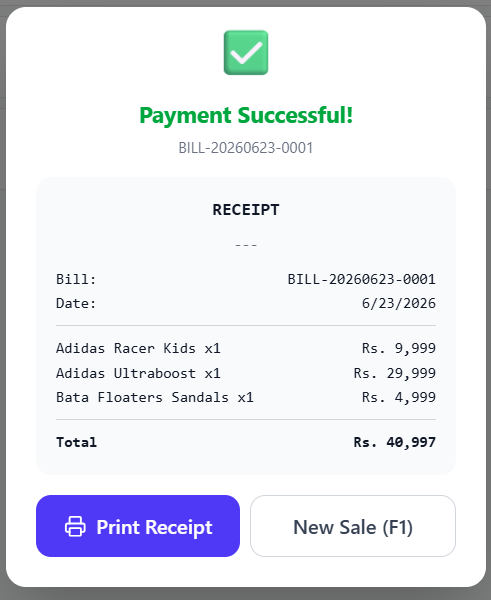 Payment Successful!
BILL-20260623-0001
RECEIPT
---
Bill: BILL-20260623-0001
Date: 6/23/2026
Adidas Racer Kids x1 Rs. 9,999
Adidas Ultraboost x1 Rs. 29,999
Bata Floaters Sandals x1 Rs. 4,999
Total Rs. 40,997
Print Receipt New Sale (F1)